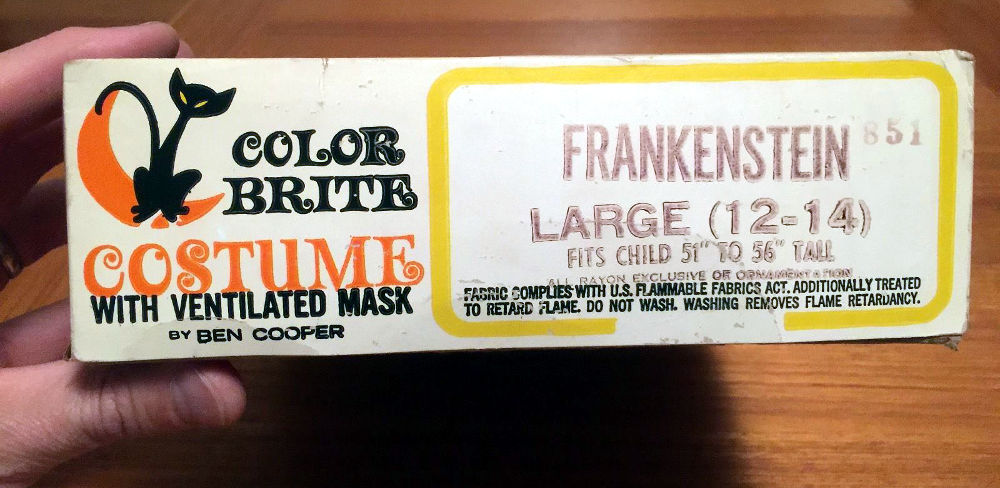 COLOR
BRITE
COSTUME
WITH VENTILATED MASK
BY BEN COOPER
FRANKENSTEIN 851
LARGE (12-14)
FITS CHILD 51" TO 56" TALL
ALL RAYON EXCLUSIVE OF ORNAMENTATION
FABRIC COMPLIES WITH U.S. FLAMMABLE FABRICS ACT. ADDITIONALLY TREATED
TO RETARD FLAME. DO NOT WASH. WASHING REMOVES FLAME RETARDANCY.